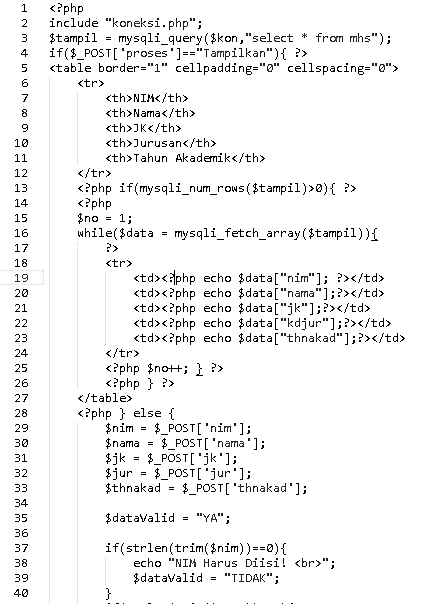 1 <?php
2 include "koneksi.php";
3 $tampil = mysqli_query($kon,"select * from mhs");
4 if($_POST['proses']=="Tampilkan"){ ?>
5 <table border="1" cellpadding="0" cellspacing="0">
6 <tr>
7 <th>NIM</th>
8 <th>Nama</th>
9 <th>JK</th>
10 <th>Jurusan</th>
11 <th>Tahun Akademik</th>
12 </tr>
13 <?php if(mysqli_num_rows($tampil)>0){ ?>
14 <?php
15 $no = 1;
16 while($data = mysqli_fetch_array($tampil)){
17 ?>
18 <tr>
19 <td><?php echo $data["nim"]; ?></td>
20 <td><?php echo $data["nama"];?></td>
21 <td><?php echo $data["jk"];?></td>
22 <td><?php echo $data["kdjur"];?></td>
23 <td><?php echo $data["thnakad"];?></td>
24 </tr>
25 <?php $no++; } ?>
26 <?php } ?>
27 </table>
28 <?php } else {
29 $nim = $_POST['nim'];
30 $nama = $_POST['nama'];
31 $jk = $_POST['jk'];
32 $jur = $_POST['jur'];
33 $thnakad = $_POST['thnakad'];
34
35 $dataValid = "YA";
36
37 if(strlen(trim($nim))==0){
38 echo "NIM Harus Diisi! <br>";
39 $dataValid = "TIDAK";
40 }